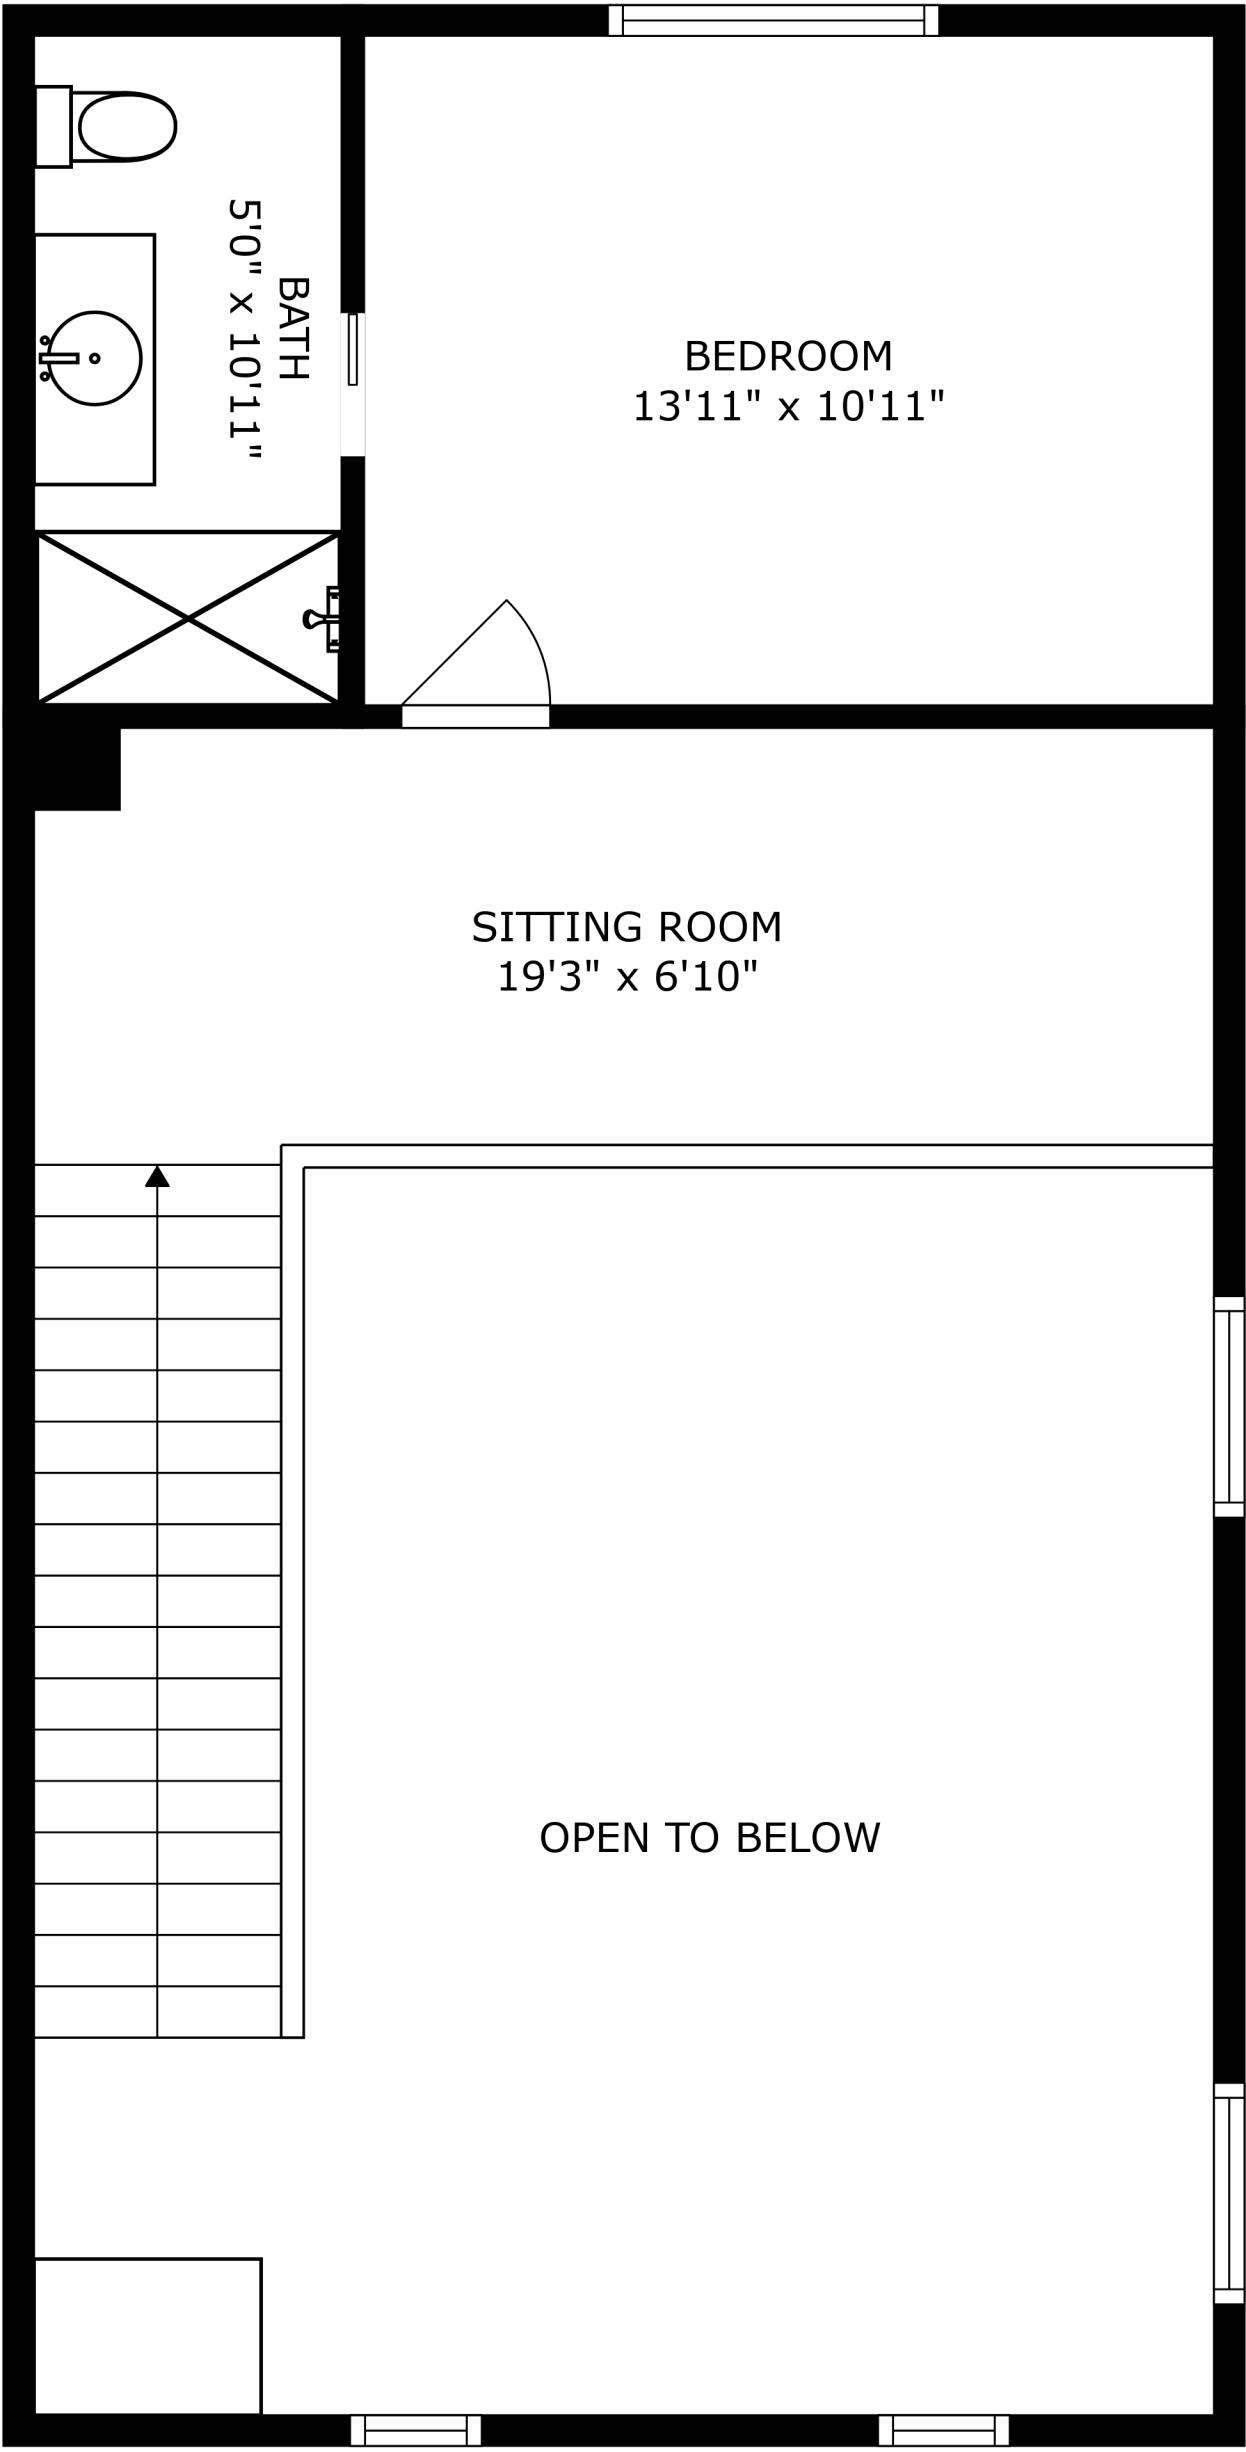 BATH
5'0" x 10'11"
BEDROOM
13'11" x 10'11"
SITTING ROOM
19'3" x 6'10"
OPEN TO BELOW